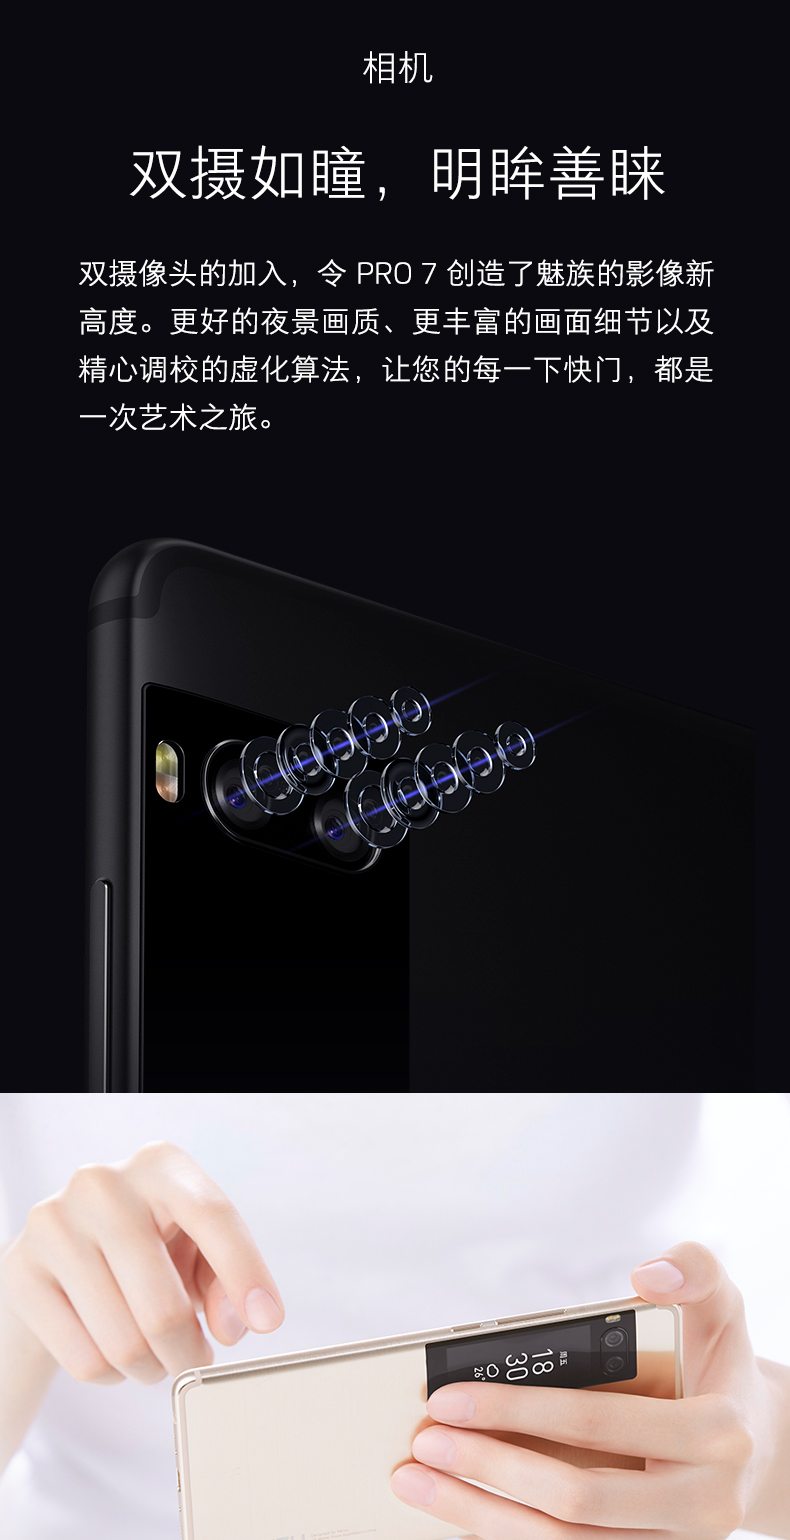 相机
双摄如瞳，明眸善睐
双摄像头的加入，令 PRO 7 创造了魅族的影像新
高度。更好的夜景画质、更丰富的画面细节以及
精心调校的虚化算法，让您的每一下快门，都是
一次艺术之旅。
周五
18
30
26°